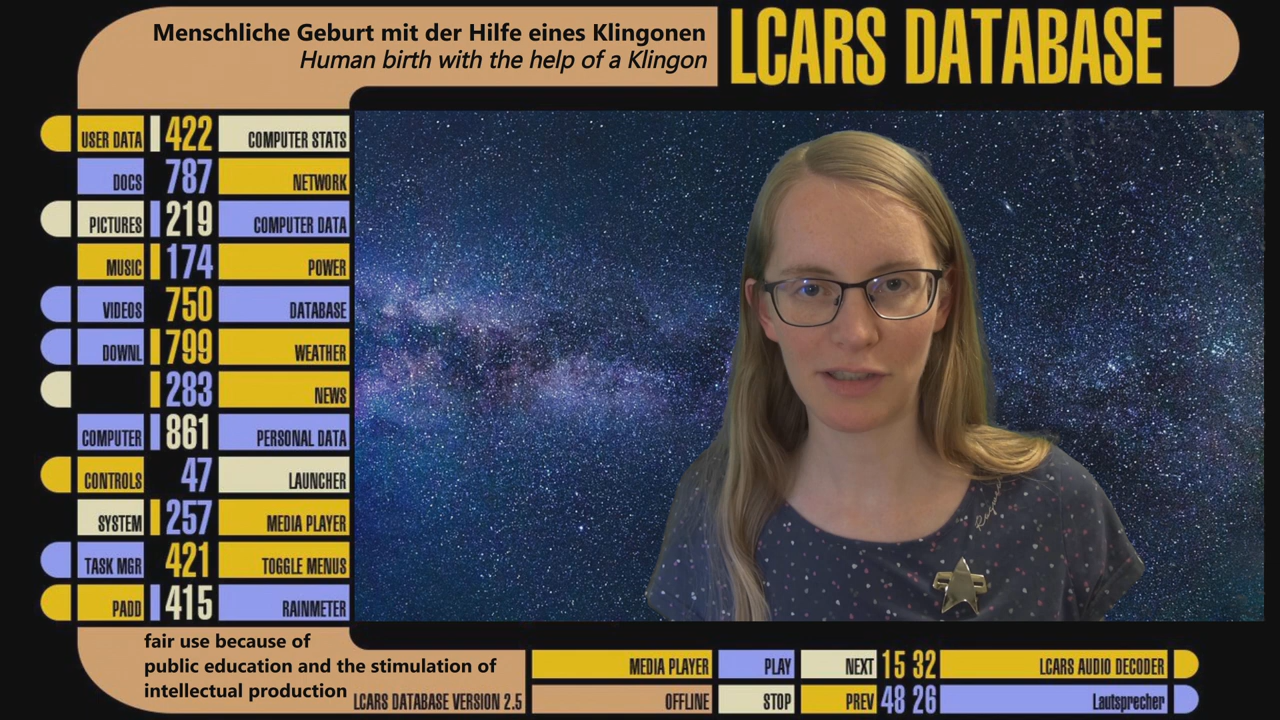 Menschliche Geburt mit der Hilfe eines Klingonen
Human birth with the help of a Klingon
LCARS DATABASE
USER DATA 422 COMPUTER STATS
DOCS 787 NETWORK
PICTURES 219 COMPUTER DATA
MUSIC 174 POWER
VIDEOS 750 DATABASE
DOWNL 799 WEATHER
283 NEWS
COMPUTER 861 PERSONAL DATA
CONTROLS 47 LAUNCHER
SYSTEM 257 MEDIA PLAYER
TASK MGR 421 TOGGLE MENUS
PADD 415 RAINMETER
fair use because of
public education and the stimulation of
intellectual production
LCARS DATABASE VERSION 2.5
MEDIA PLAYER PLAY NEXT 15 32 LCARS AUDIO DECODER
OFFLINE STOP PREV 48 26 Lautsprecher